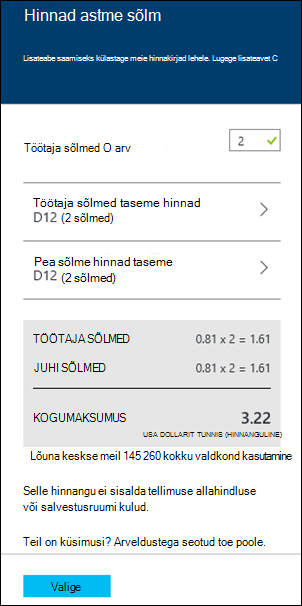 Hinnad astme sõlm
Lisateabe saamiseks külastage meie hinnakirjad lehele. Lugege lisateavet C
Töötaja sõlmed O arv
2
Töötaja sõlmed taseme hinnad
D12 (2 sõlmed)
Pea sõlme hinnad taseme
D12 (2 sõlmed)
TÖÖTAJA SÕLMED 0.81 x 2 = 1.61
JUHI SÕLMED 0.81 x 2 = 1.61
KOGUMAKSUMUS 3.22
USA DOLLARIT TUNNIS (HINNANGULINE)
Lõuna keskse meil 145 260 kokku valdkond kasutamine
Selle hinnangu ei sisalda tellimuse allahindluse
või salvestusruumi kulud.
Teil on küsimusi? Arveldustega seotud toe poole.
Valige